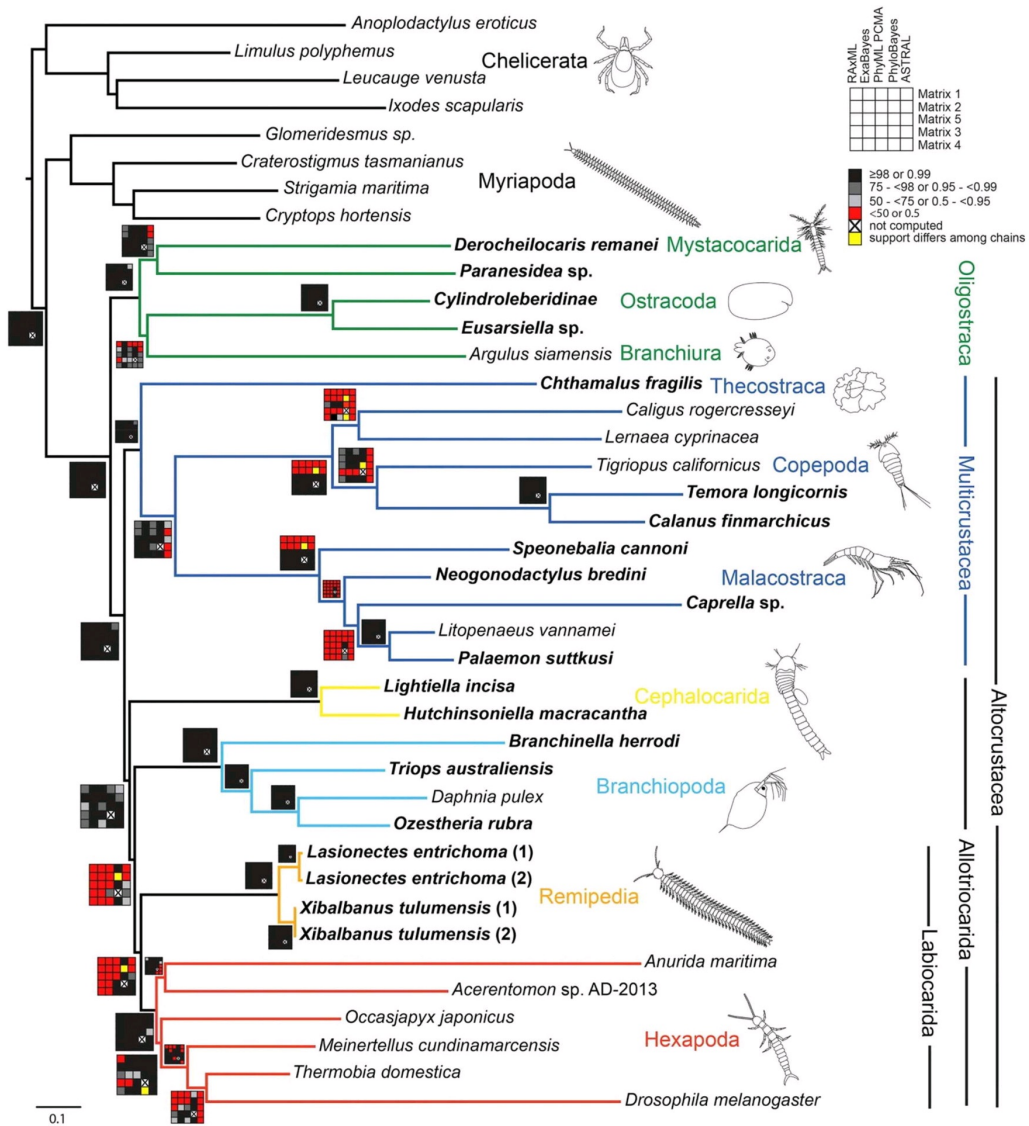 Anoplodactylus eroticus
Limulus polyphemus
Chelicerata
Leucauge venusta
Ixodes scapularis
RAxML
ExaBayes
PhyML PCMA
PhyloBayes
ASTRAL
Matrix 1
Matrix 2
Matrix 5
Matrix 3
Matrix 4
≥98 or 0.99
75 - <98 or 0.95 - <0.99
50 - <75 or 0.5 - <0.95
<50 or 0.5
not computed
support differs among chains
Glomeridesmus sp.
Craterostigmus tasmanianus
Myriapoda
Strigamia maritima
Cryptops hortensis
Derocheilocaris remanei Mystacocarida
Paranesidea sp.
Cylindroleberidinae
Ostracoda
Eusarsiella sp.
Argulus siamensis Branchiura
Oligostraca
Chthamalus fragilis Thecostraca
Caligus rogercresseyi
Lernaea cyprinacea
Tigriopus californicus Copepoda
Temora longicornis
Calanus finmarchicus
Multicrustacea
Speonebalia cannoni
Neogonodactylus bredini Malacostraca
Caprella sp.
Litopenaeus vannamei
Palaemon suttkusi
Lightiella incisa
Cephalocarida
Hutchinsoniella macracantha
Altocrustacea
Branchinella herrodi
Triops australiensis
Branchiopoda
Daphnia pulex
Ozestheria rubra
Allotriocarida
Lasionectes entrichoma (1)
Lasionectes entrichoma (2)
Remipedia
Xibalbanus tulumensis (1)
Xibalbanus tulumensis (2)
Labiocarida
Anurida maritima
Acerentomon sp. AD-2013
Occasjapyx japonicus
Hexapoda
Meinertellus cundinamarcensis
Thermobia domestica
Drosophila melanogaster
0.1